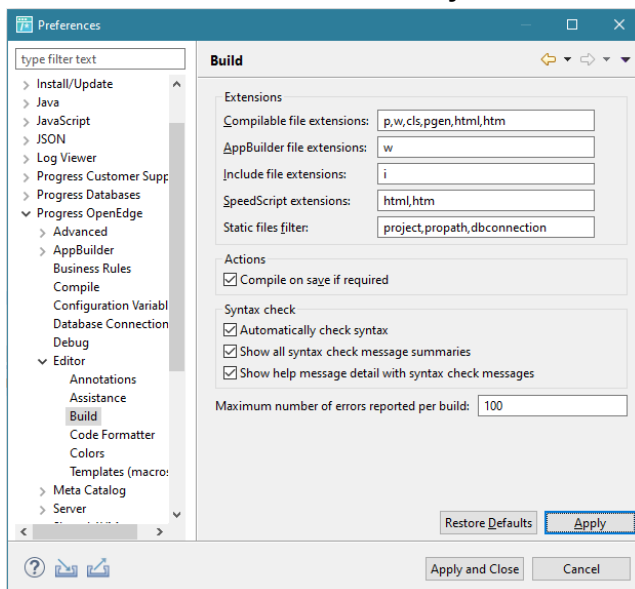 Preferences
type filter text
Install/Update
Java
JavaScript
JSON
Log Viewer
Progress Customer Supp
Progress Databases
Progress OpenEdge
Advanced
AppBuilder
Business Rules
Compile
Configuration Variabl
Database Connection
Debug
Editor
Annotations
Assistance
Build
Code Formatter
Colors
Templates (macros
Meta Catalog
Server
Build
Extensions
Compilable file extensions: p,w,cls,pgen,html,htm
AppBuilder file extensions: w
Include file extensions: i
SpeedScript extensions: html,htm
Static files filter: project,propath,dbconnection
Actions
Compile on save if required
Syntax check
Automatically check syntax
Show all syntax check message summaries
Show help message detail with syntax check messages
Maximum number of errors reported per build: 100
Restore Defaults Apply
Apply and Close Cancel